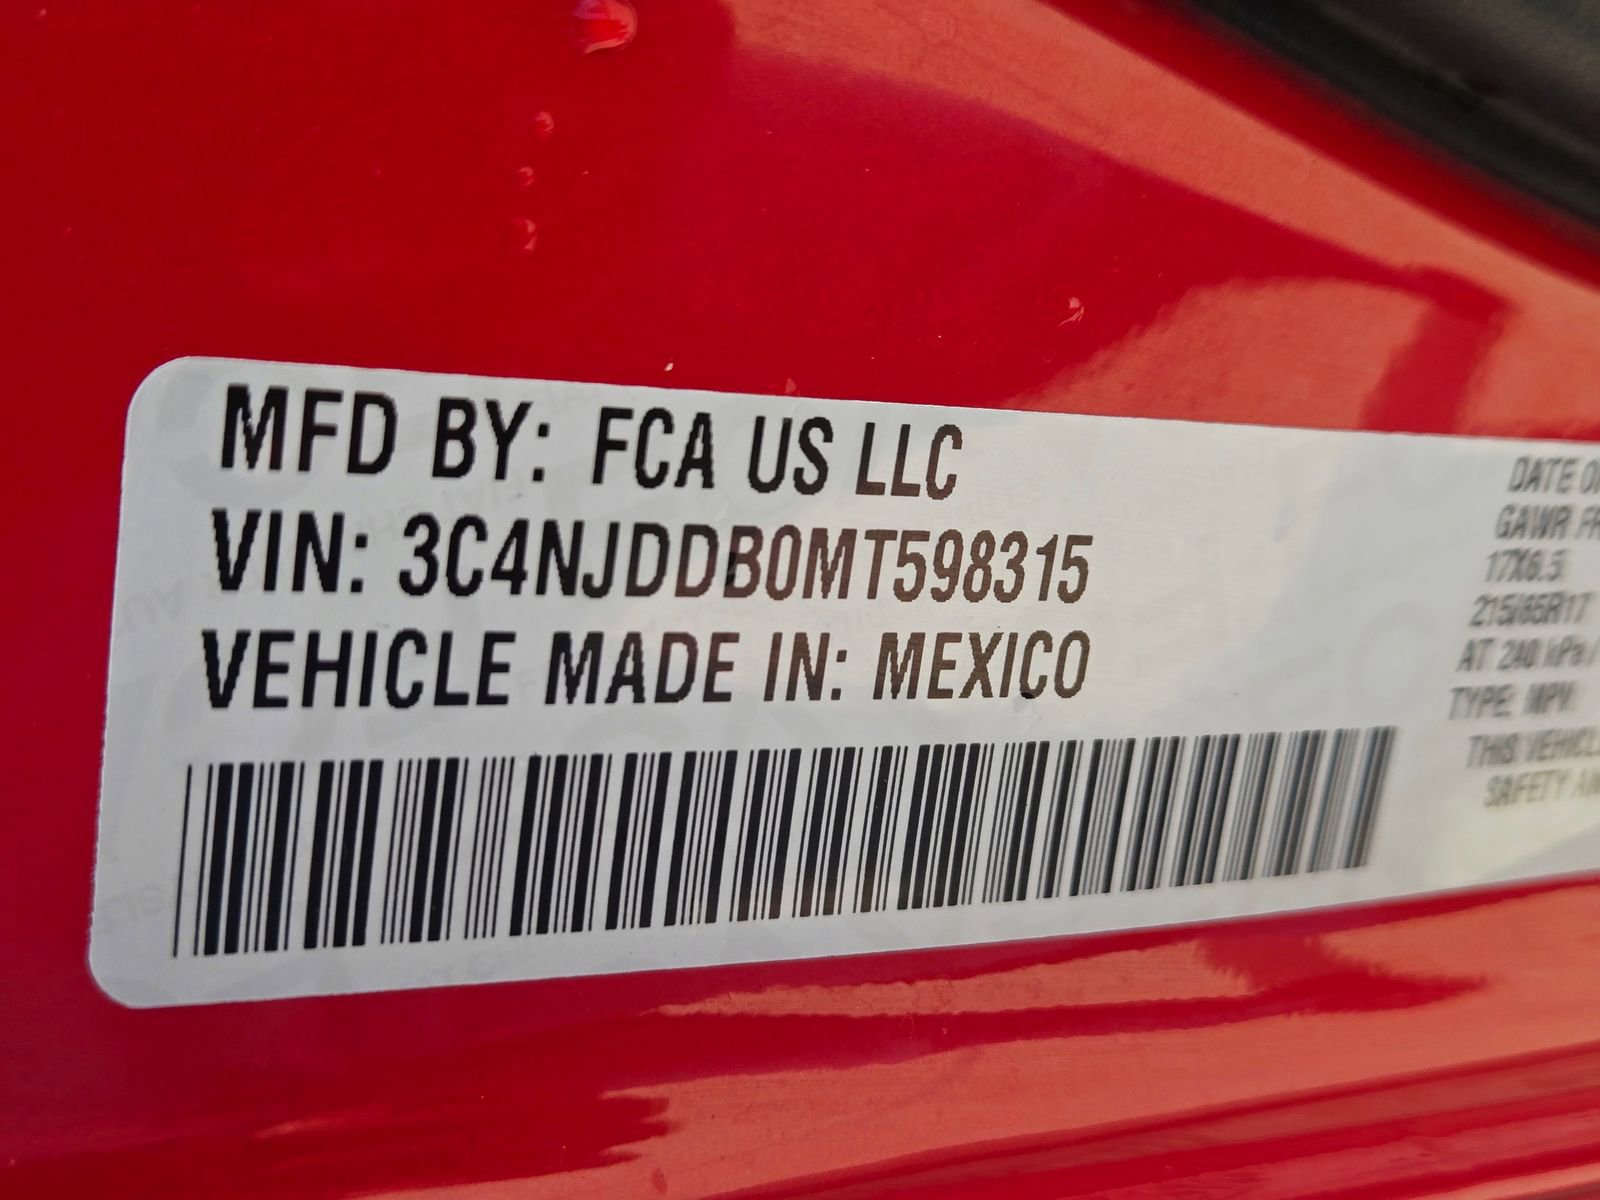 MFD BY: FCA US LLC
VIN: 3C4NJDDB0MT598315
VEHICLE MADE IN: MEXICO
DATE
GAWR
17X6.5
215/65R17
AT 240 kPa/
TYPE: MPV
THIS
SAFETY